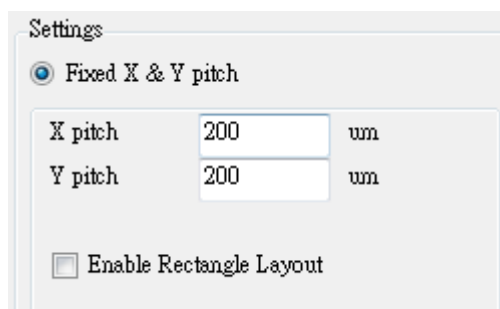 Settings
Fixed X & Y pitch
X pitch 200 um
Y pitch 200 um
Enable Rectangle Layout